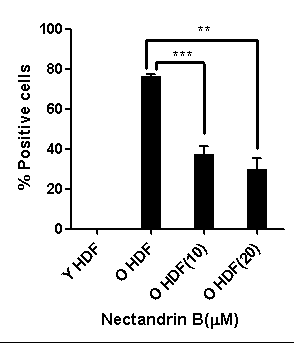 **
***
% Positive cells
100
80
60
40
20
0
Y HDF
O HDF
O HDF(10)
O HDF(20)
Nectandrin B(μM)